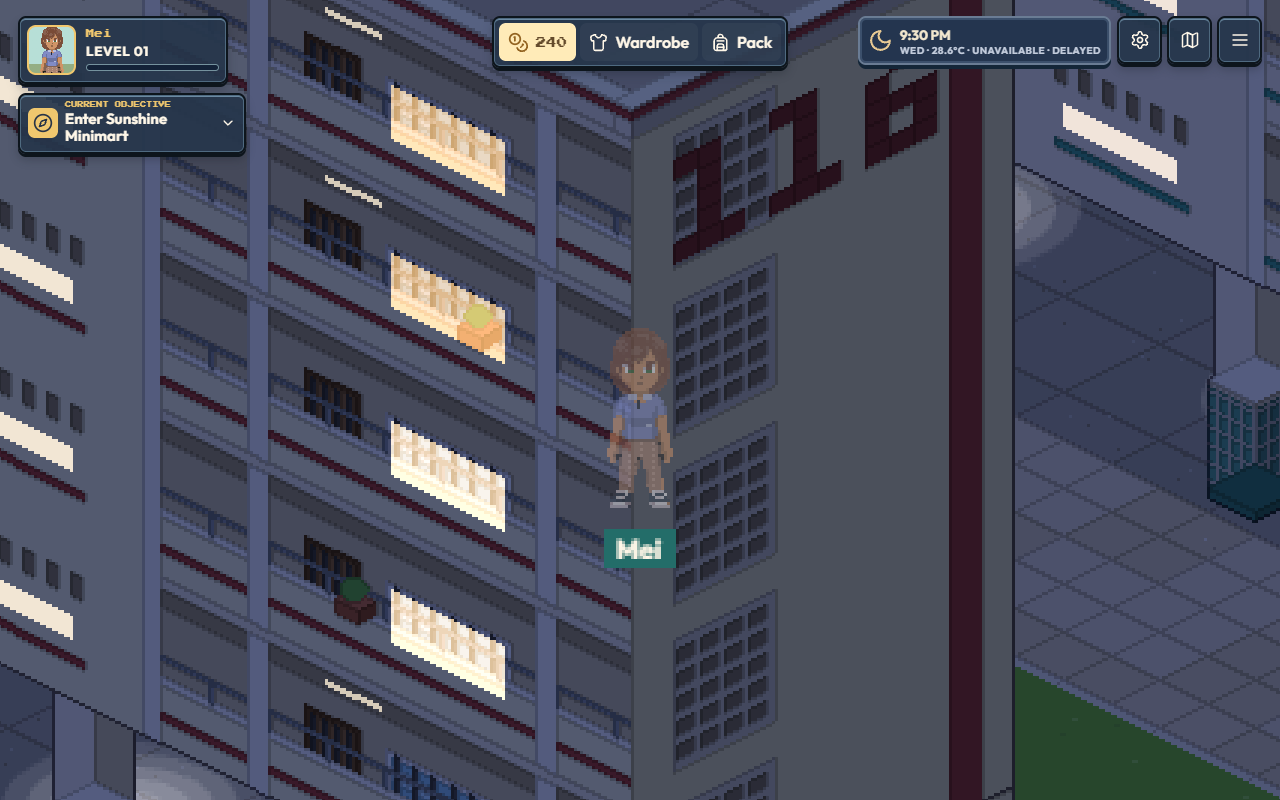 Mei
LEVEL 01
240
Wardrobe
Pack
9:30 PM
WED · 28.6°C · UNAVAILABLE · DELAYED
CURRENT OBJECTIVE
Enter Sunshine
Minimart
Mei